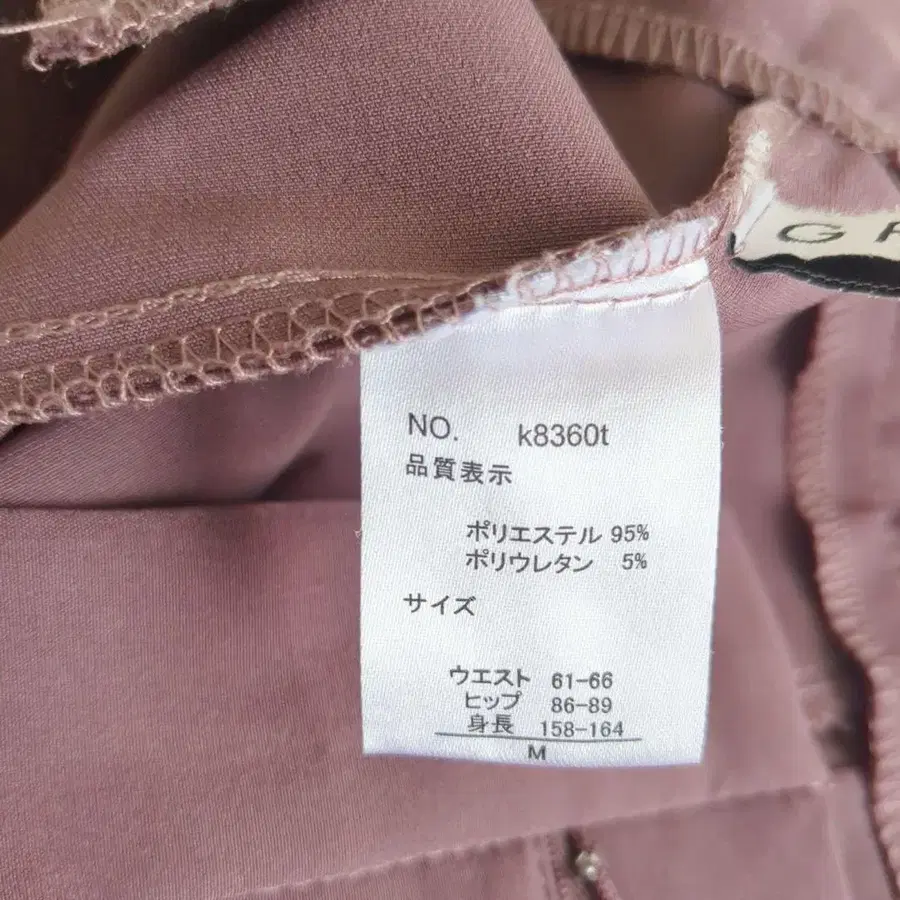 NO. k8360t
品質表示
ポリエステル 95%
ポリウレタン 5%
サイズ
ウエスト 61-66
ヒップ 86-89
身長 158-164
M
G